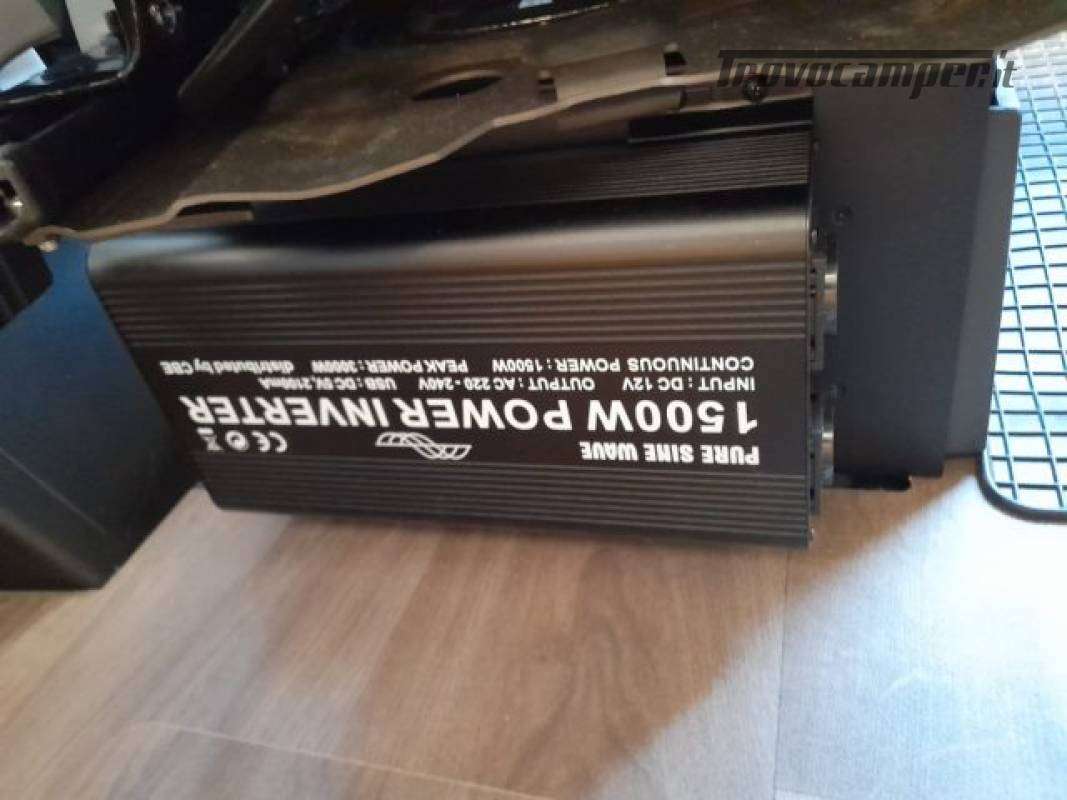 Trovocamper.it
PURE SINE WAVE
1500W POWER INVERTER
INPUT : DC 12V OUTPUT : AC 220 - 240V USB : DC 5V, 2100mA
CONTINUOUS POWER : 1500W PEAK POWER : 3000W distributed by CBE
CE